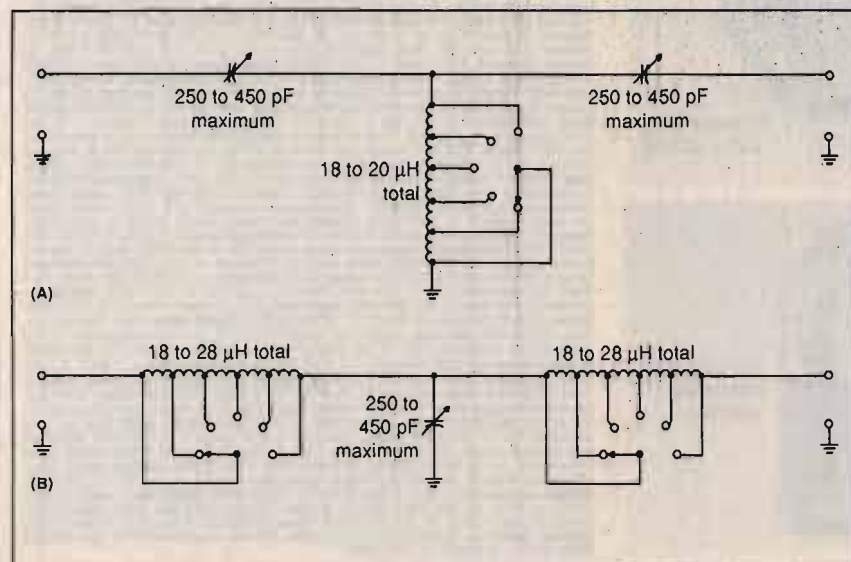 250 to 450 pF
maximum
250 to 450 pF
maximum
18 to 20 µH
total
(A)
18 to 28 µH total
18 to 28 µH total
250 to
450 pF
maximum
(B)